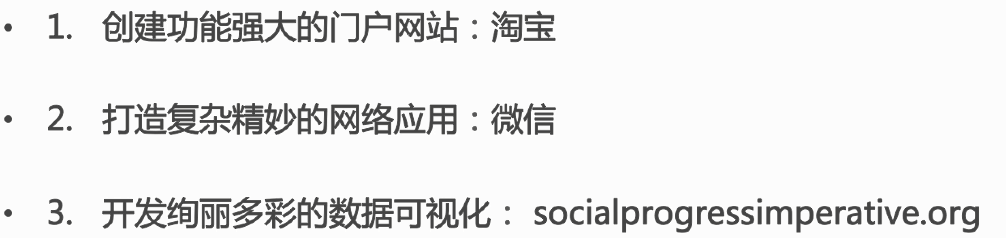 • 1. 创建功能强大的门户网站：淘宝
• 2. 打造复杂精妙的网络应用：微信
• 3. 开发绚丽多彩的数据可视化： socialprogressimperative.org